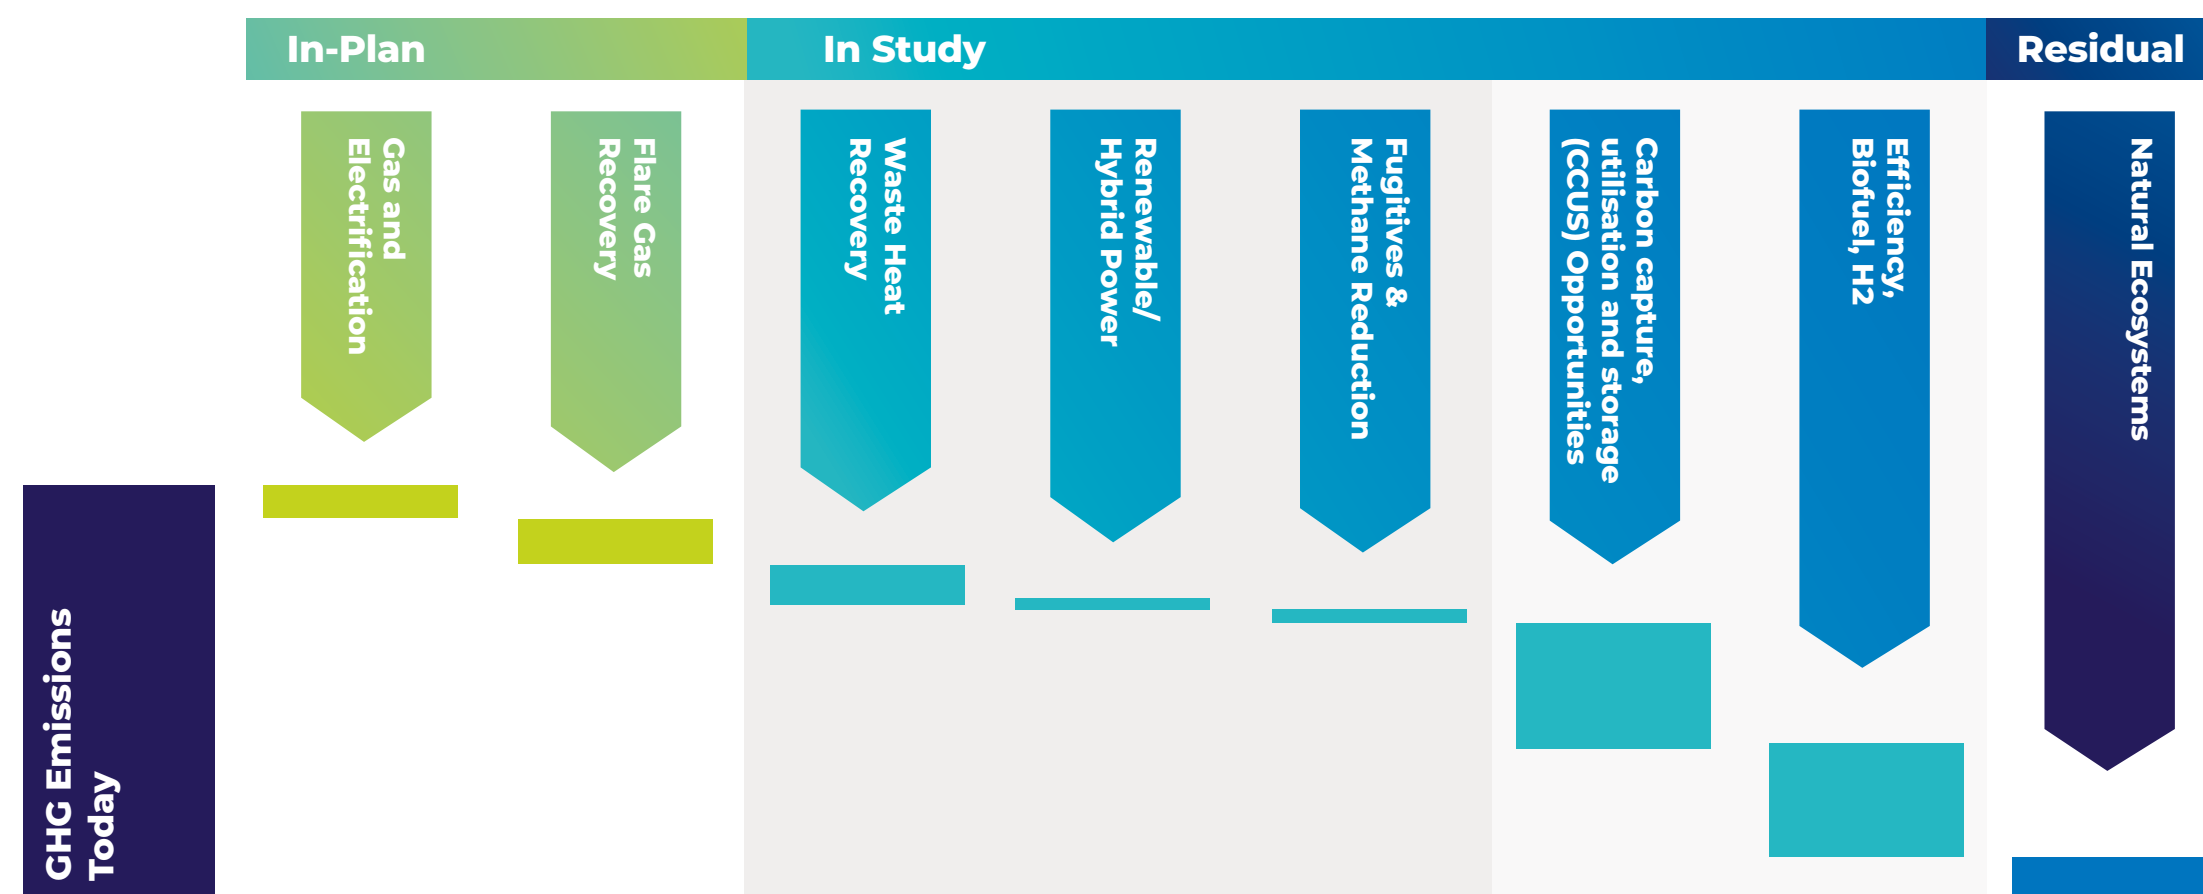 In-Plan
In Study
Residual
Gas and
Electrification
Flare Gas
Recovery
Waste Heat
Recovery
Renewable/
Hybrid Power
Fugitives &
Methane Reduction
Carbon capture,
utilisation and storage
(CCUS) Opportunities
Efficiency,
Biofuel, H2
Natural Ecosystems
GHG Emissions
Today